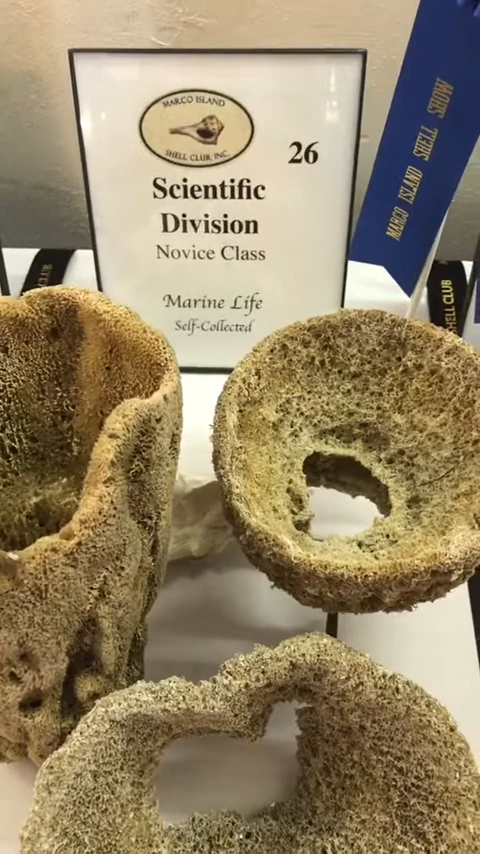 MARCO ISLAND
SHELL CLUB, INC.
26
Scientific
Division
Novice Class
Marine Life
Self-Collected
MARCO ISLAND SHELL SHOW
CLUB
SHELL CLUB